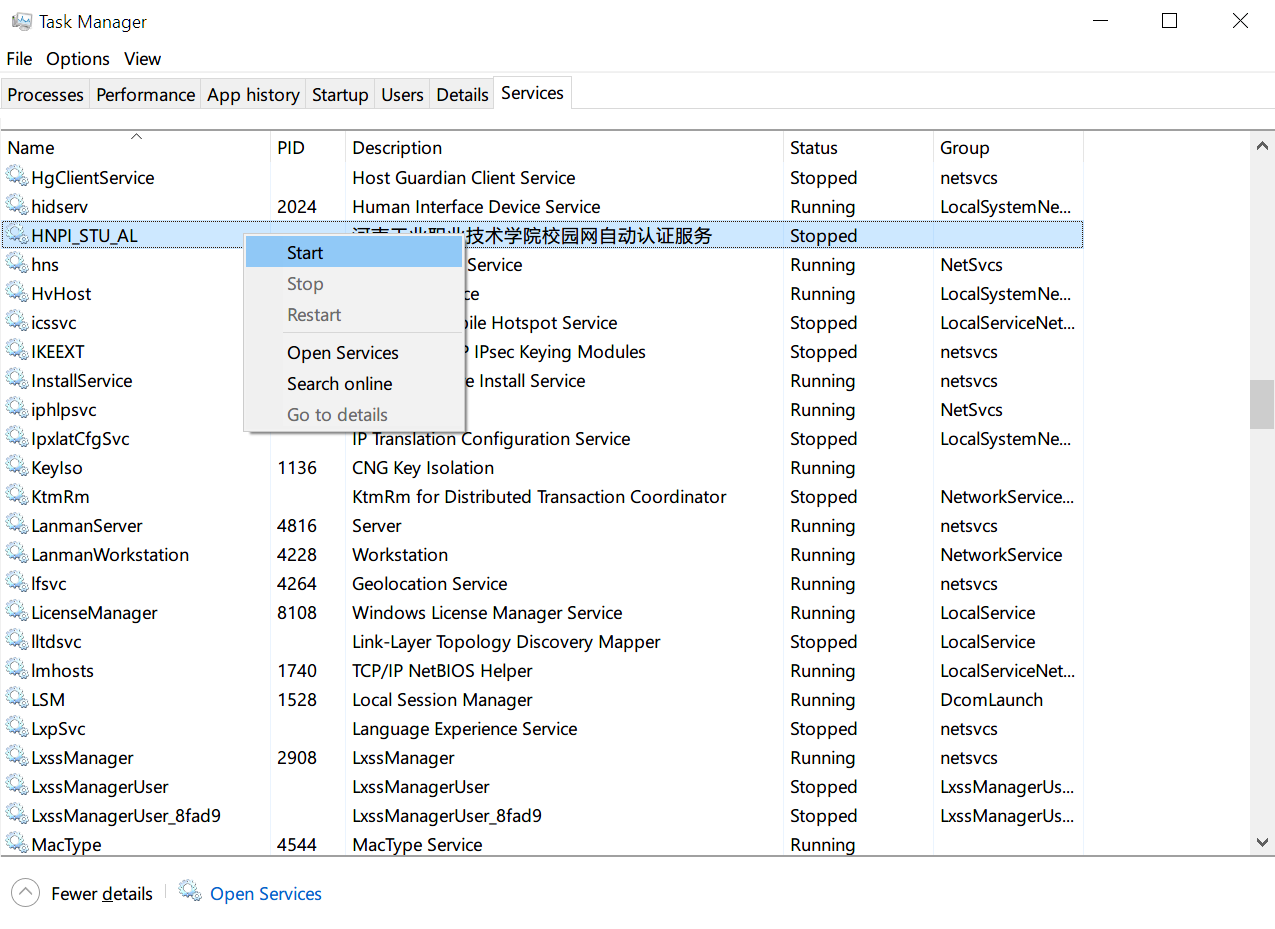 Task Manager
File Options View
Processes Performance App history Startup Users Details Services
Name PID Description Status Group
HgClientService Host Guardian Client Service Stopped netsvcs
hidserv 2024 Human Interface Device Service Running LocalSystemNe...
HNPI_STU_AL 河南工业职业技术学院校园网自动认证服务 Stopped
Start
hns Service Running NetSvcs
Stop
HvHost Running LocalSystemNe...
Restart
icssvc Hotspot Service Stopped LocalServiceNet...
Open Services
IKEEXT IPsec Keying Modules Stopped netsvcs
Search online
InstallService Install Service Running netsvcs
Go to details
iphlpsvc Running NetSvcs
IpxlatCfgSvc IP Translation Configuration Service Stopped LocalSystemNe...
KeyIso 1136 CNG Key Isolation Running
KtmRm KtmRm for Distributed Transaction Coordinator Stopped NetworkService...
LanmanServer 4816 Server Running netsvcs
LanmanWorkstation 4228 Workstation Running NetworkService
lfsvc 4264 Geolocation Service Running netsvcs
LicenseManager 8108 Windows License Manager Service Running LocalService
lltdsvc Link-Layer Topology Discovery Mapper Stopped LocalService
lmhosts 1740 TCP/IP NetBIOS Helper Running LocalServiceNet...
LSM 1528 Local Session Manager Running DcomLaunch
LxpSvc Language Experience Service Stopped netsvcs
LxssManager 2908 LxssManager Running netsvcs
LxssManagerUser LxssManagerUser Stopped LxssManagerUs...
LxssManagerUser_8fad9 LxssManagerUser_8fad9 Stopped LxssManagerUs...
MacType 4544 MacType Service Running
Fewer details Open Services